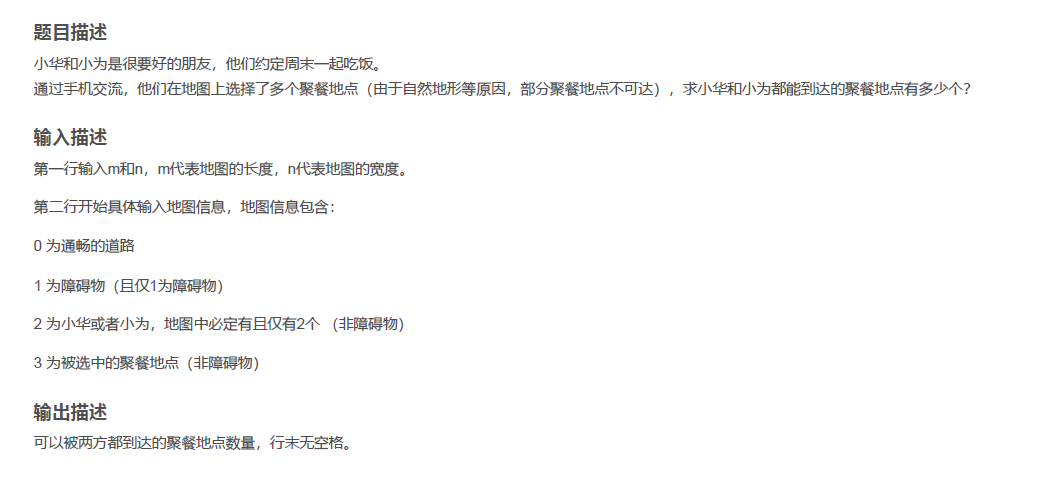 题目描述
小华和小为是很要好的朋友，他们约定周末一起吃饭。
通过手机交流，他们在地图上选择了多个聚餐地点（由于自然地形等原因，部分聚餐地点不可达），求小华和小为都能到达的聚餐地点有多少个？
输入描述
第一行输入m和n，m代表地图的长度，n代表地图的宽度。
第二行开始具体输入地图信息，地图信息包含：
0 为通畅的道路
1 为障碍物（且仅1为障碍物）
2 为小华或者小为，地图中必定有且仅有2个 （非障碍物）
3 为被选中的聚餐地点（非障碍物）
输出描述
可以被两方都到达的聚餐地点数量，行末无空格。